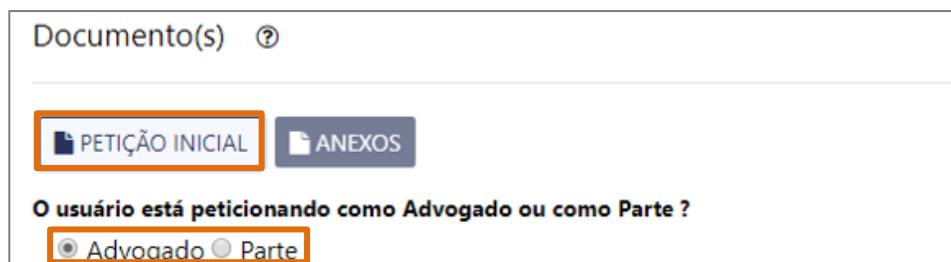 Documento(s) ?
PETIÇÃO INICIAL ANEXOS
O usuário está peticionando como Advogado ou como Parte ?
Advogado Parte